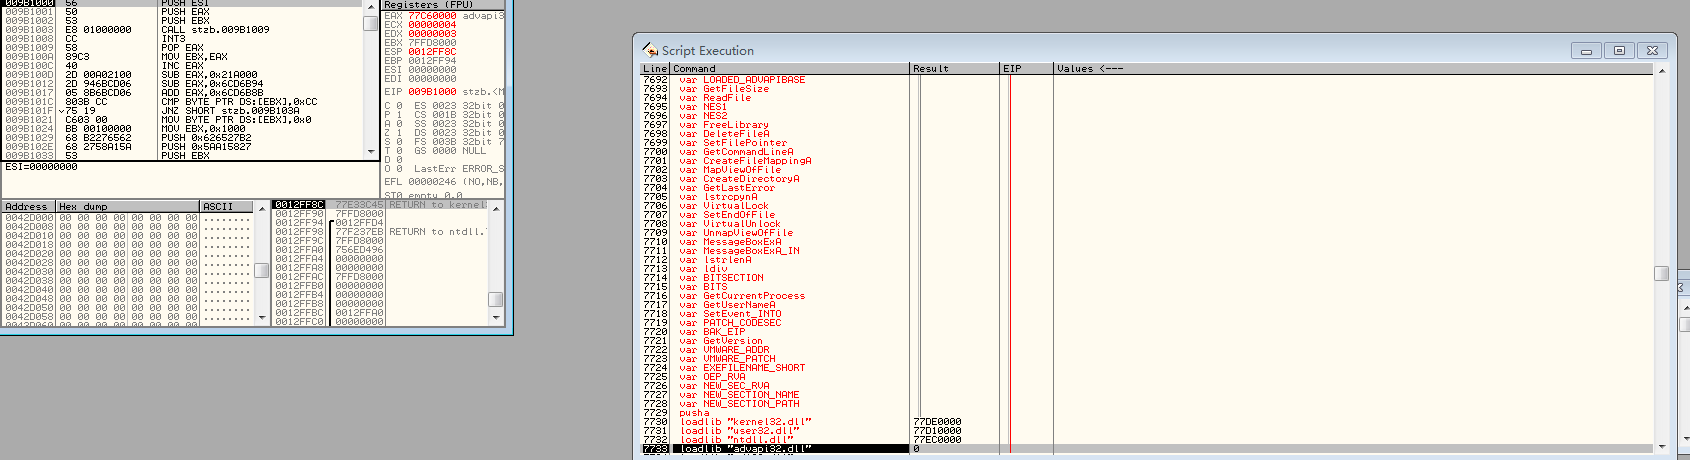 009B1000 56 PUSH ESI
009B1001 50 PUSH EAX
009B1002 53 PUSH EBX
009B1003 E8 01000000 CALL stzb.009B1009
009B1008 CC INT3
009B1009 58 POP EAX
009B100A 89C3 MOV EBX,EAX
009B100C 40 INC EAX
009B100D 2D 00A02100 SUB EAX,0x21A000
009B1012 2D 946BCD06 SUB EAX,0x6CD6B94
009B1017 05 8B6BCD06 ADD EAX,0x6CD6B8B
009B101C 803B CC CMP BYTE PTR DS:[EBX],0xCC
009B101F 75 19 JNZ SHORT stzb.009B103A
009B1021 C603 00 MOV BYTE PTR DS:[EBX],0x0
009B1024 BB 00100000 MOV EBX,0x1000
009B1029 68 B2276562 PUSH 0x626527B2
009B102E 68 2758A15A PUSH 0x5AA15827
009B1033 53 PUSH EBX
ESI=00000000
Registers (FPU)
EAX 77C60000 advapi3
ECX 00000004
EDX 00000003
EBX 7FFD8000
ESP 0012FF8C
EBP 0012FF94
ESI 00000000
EDI 00000000
EIP 009B1000 stzb.<M
C 0 ES 0023 32bit 0
P 1 CS 001B 32bit 0
A 0 SS 0023 32bit 0
Z 1 DS 0023 32bit 0
S 0 FS 003B 32bit 7
T 0 GS 0000 NULL
D 0
O 0 LastErr ERROR_S
EFL 00000246 (NO,NB,
ST0 empty 0.0
Address Hex dump ASCII
0042D000 00 00 00 00 00 00 00 00 ........
0042D008 00 00 00 00 00 00 00 00 ........
0042D010 00 00 00 00 00 00 00 00 ........
0042D018 00 00 00 00 00 00 00 00 ........
0042D020 00 00 00 00 00 00 00 00 ........
0042D028 00 00 00 00 00 00 00 00 ........
0042D030 00 00 00 00 00 00 00 00 ........
0042D038 00 00 00 00 00 00 00 00 ........
0042D040 00 00 00 00 00 00 00 00 ........
0042D048 00 00 00 00 00 00 00 00 ........
0042D050 00 00 00 00 00 00 00 00 ........
0042D058 00 00 00 00 00 00 00 00 ........
0042D060 00 00 00 00 00 00 00 00 ........
0012FF8C 77E33C45 RETURN to kernel
0012FF90 7FFD8000
0012FF94 0012FFD4
0012FF98 77F237EB RETURN to ntdll.
0012FF9C 7FFD8000
0012FFA0 756ED496
0012FFA4 00000000
0012FFA8 00000000
0012FFAC 7FFD8000
0012FFB0 00000000
0012FFB4 00000000
0012FFB8 00000000
0012FFBC 0012FFA0
0012FFC0 00000000
Script Execution
Line Command Result EIP Values <---
7692 var LOADED_ADVAPIBASE
7693 var GetFileSize
7694 var ReadFile
7695 var NES1
7696 var NES2
7697 var FreeLibrary
7698 var DeleteFileA
7699 var SetFilePointer
7700 var GetCommandLineA
7701 var CreateFileMappingA
7702 var MapViewOfFile
7703 var CreateDirectoryA
7704 var GetLastError
7705 var lstrcpynA
7706 var VirtualLock
7707 var SetEndOfFile
7708 var VirtualUnlock
7709 var UnmapViewOfFile
7710 var MessageBoxExA
7711 var MessageBoxExA_IN
7712 var lstrlenA
7713 var ldiv
7714 var BITSECTION
7715 var BITS
7716 var GetCurrentProcess
7717 var GetUserNameA
7718 var SetEvent_INTO
7719 var PATCH_CODESEC
7720 var BAK_EIP
7721 var GetVersion
7722 var VMWARE_ADDR
7723 var VMWARE_PATCH
7724 var EXEFILENAME_SHORT
7725 var OEP_RVA
7726 var NEW_SEC_RVA
7727 var NEW_SECTION_NAME
7728 var NEW_SECTION_PATH
7729 pusha
7730 loadlib "kernel32.dll" 77DE0000
7731 loadlib "user32.dll" 77D10000
7732 loadlib "ntdll.dll" 77EC0000
7733 loadlib "advapi32.dll" 0